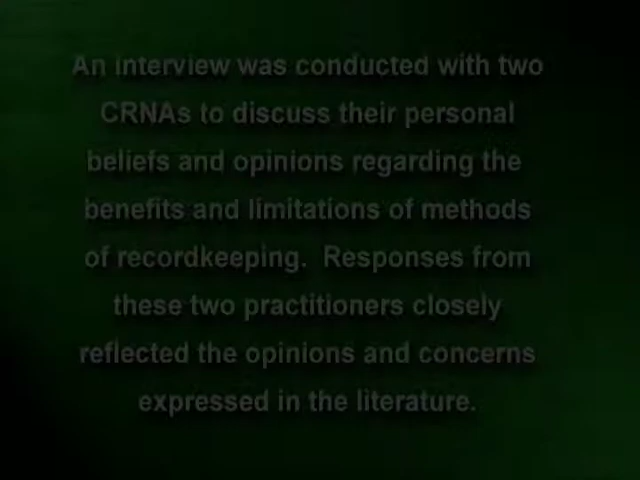 An interview was conducted with two
CRNAs to discuss their personal
beliefs and opinions regarding the
benefits and limitations of methods
of recordkeeping.  Responses from
these two practitioners closely
reflected the opinions and concerns
expressed in the literature.